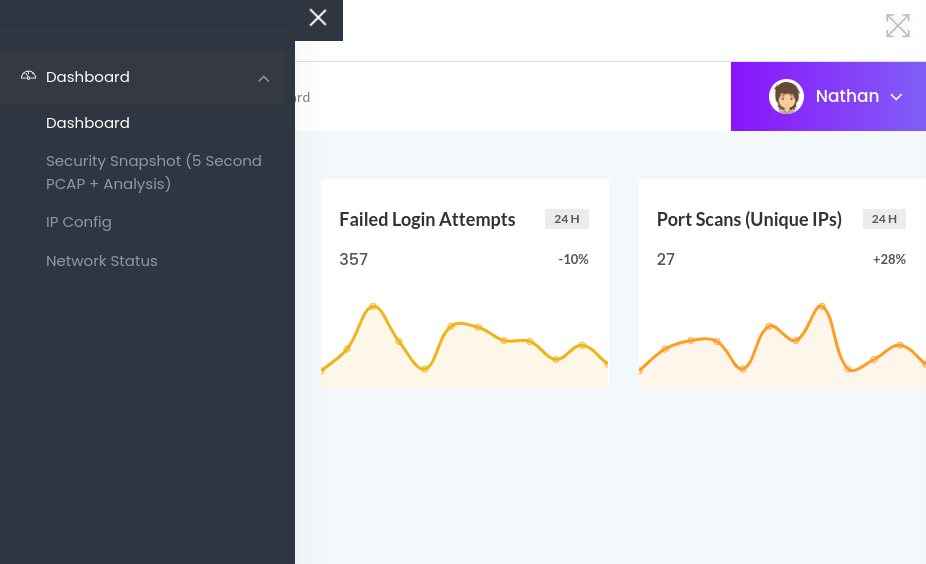 Dashboard
Dashboard
Security Snapshot (5 Second
PCAP + Analysis)
IP Config
Network Status
Nathan
Failed Login Attempts
24 H
357
-10%
Port Scans (Unique IPs)
24 H
27
+28%